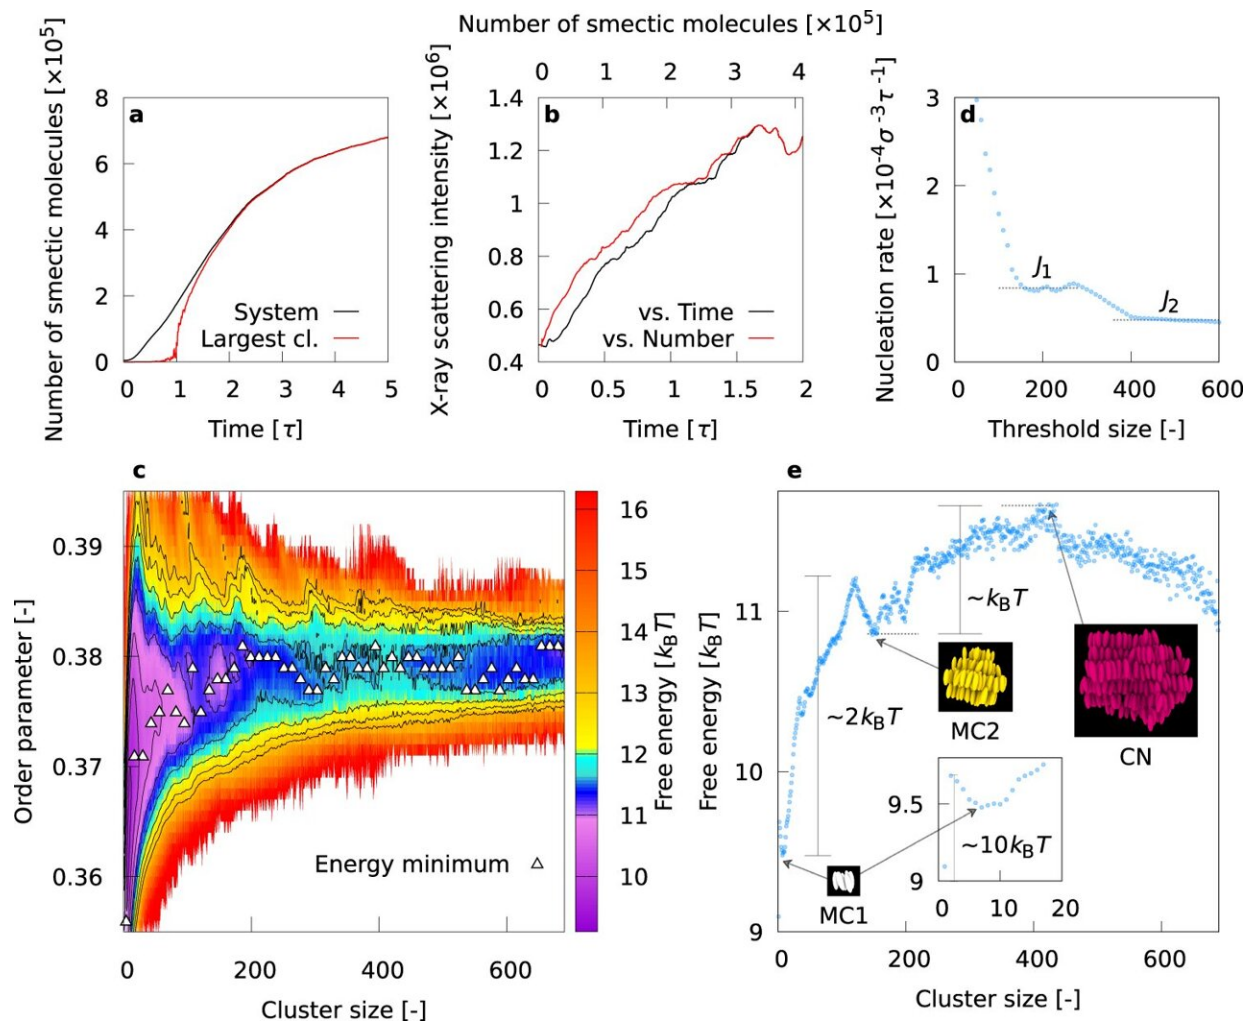 a
Number of smectic molecules [×10⁵]
8
6
4
2
0
System
Largest cl.
0 1 2 3 4 5
Time [τ]
Number of smectic molecules [×10⁵]
0 1 2 3 4
b
X-ray scattering intensity [×10⁶]
1.4
1.2
1
0.8
0.6
0.4
vs. Time
vs. Number
0 0.5 1 1.5 2
Time [τ]
d
Nucleation rate [×10⁻⁴σ⁻³τ⁻¹]
3
2
1
0
J₁
J₂
0 200 400 600
Threshold size [-]
c
Order parameter [-]
0.39
0.38
0.37
0.36
Energy minimum
0 200 400 600
Cluster size [-]
16
15
14
13
12
11
10
Free energy [k_BT]
e
Free energy [k_BT]
11
10
9
~k_BT
~2k_BT
MC2
CN
MC1
9.5
9
~10k_BT
0 10 20
0 200 400 600
Cluster size [-]